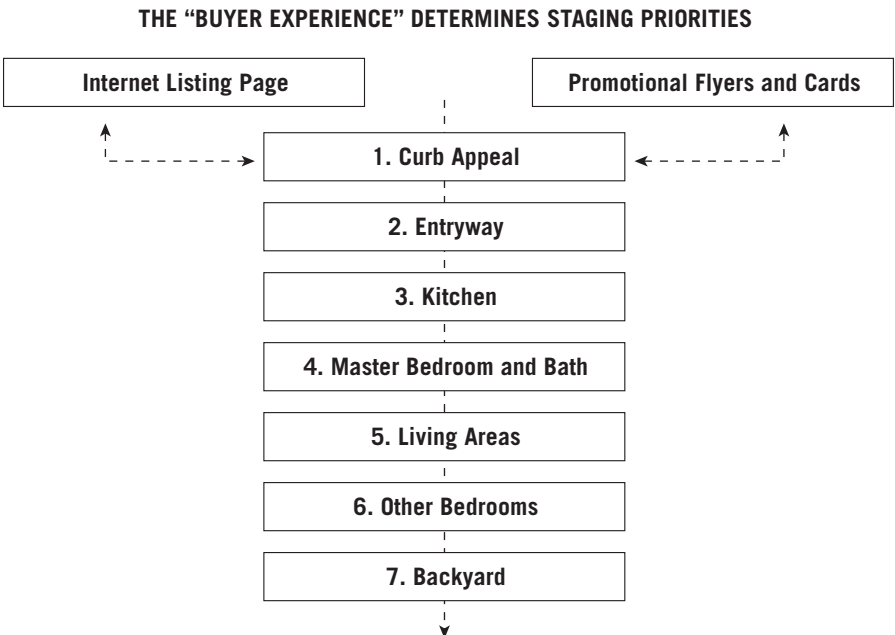 THE “BUYER EXPERIENCE” DETERMINES STAGING PRIORITIES
Internet Listing Page
Promotional Flyers and Cards
1. Curb Appeal
2. Entryway
3. Kitchen
4. Master Bedroom and Bath
5. Living Areas
6. Other Bedrooms
7. Backyard